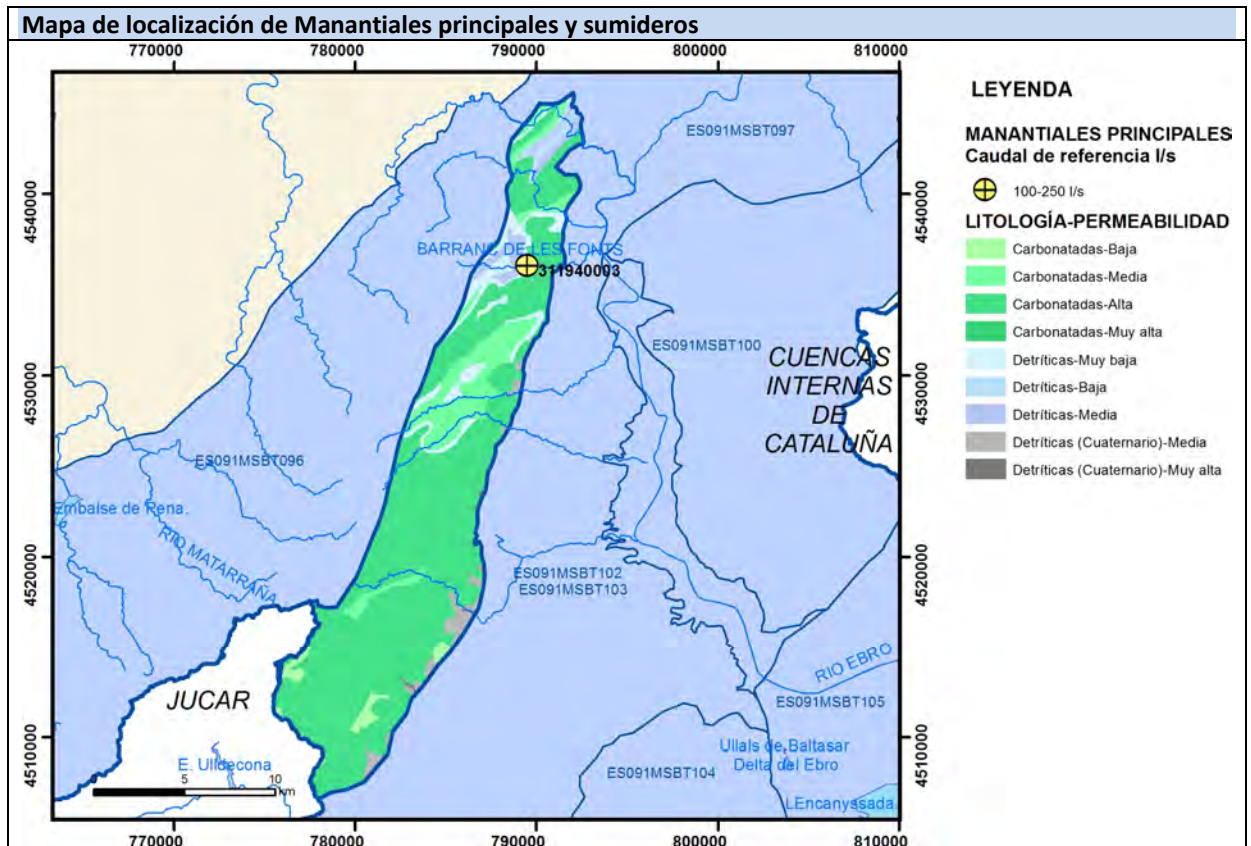 Mapa de localización de Manantiales principales y sumideros
770000 780000 790000 800000 810000
LEYENDA
MANANTIALES PRINCIPALES
Caudal de referencia l/s
100-250 l/s
LITOLOGÍA-PERMEABILIDAD
Carbonatadas-Baja
Carbonatadas-Media
Carbonatadas-Alta
Carbonatadas-Muy alta
Detríticas-Muy baja
Detríticas-Baja
Detríticas-Media
Detríticas (Cuaternario)-Media
Detríticas (Cuaternario)-Muy alta
4540000
4530000
4520000
4510000
ES091MSBT097
BARRANC DE LES FONTS
311940003
ES091MSBT100
CUENCAS
INTERNAS
DE
CATALUÑA
ES091MSBT096
Embalse de Pena.
RIO MATARRAÑA
ES091MSBT102
ES091MSBT103
RIO EBRO
JUCAR
ES091MSBT105
E. Ulldecona
Ullals de Baltasar
Delta del Ebro
ES091MSBT104
LEncanyssada.
5 10
km
4540000
4530000
4520000
4510000
770000 780000 790000 800000 810000